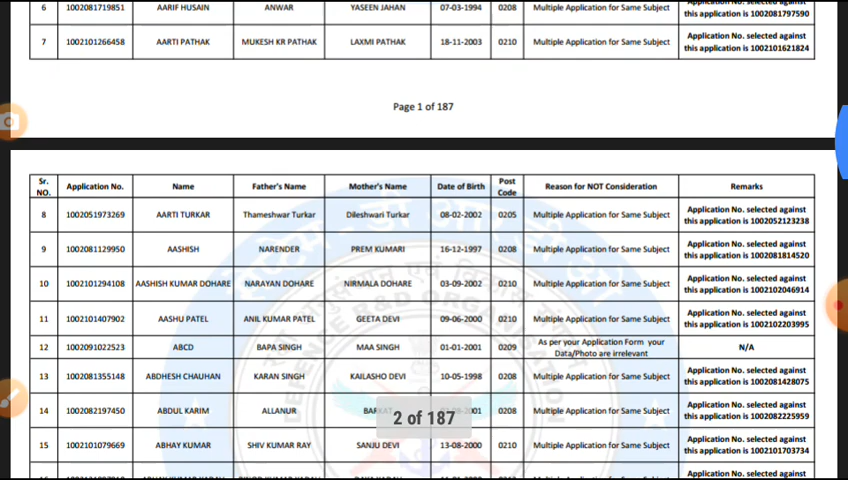 6 1002081719851 AARIF HUSAIN ANWAR YASEEN JAHAN 07-03-1994 0208 Multiple Application for Same Subject Application No. selected against
this application is 1002081797590
7 1002101266458 AARTI PATHAK MUKESH KR PATHAK LAXMI PATHAK 18-11-2003 0210 Multiple Application for Same Subject Application No. selected against
this application is 1002101621824
Page 1 of 187
Sr. NO. Application No. Name Father's Name Mother's Name Date of Birth Post Code Reason for NOT Consideration Remarks
8 1002051973269 AARTI TURKAR Thameshwar Turkar Dileshwari Turkar 08-02-2002 0205 Multiple Application for Same Subject Application No. selected against
this application is 1002052123238
9 1002081129950 AASHISH NARENDER PREM KUMARI 16-12-1997 0208 Multiple Application for Same Subject Application No. selected against
this application is 1002081814520
10 1002101294108 AASHISH KUMAR DOHARE NARAYAN DOHARE NIRMALA DOHARE 03-09-2002 0210 Multiple Application for Same Subject Application No. selected against
this application is 1002102046914
11 1002101407902 AASHU PATEL ANIL KUMAR PATEL GEETA DEVI 09-06-2000 0210 Multiple Application for Same Subject Application No. selected against
this application is 1002102203995
12 1002091022523 ABCD BAPA SINGH MAA SINGH 01-01-2001 0209 As per your Application Form your
Data/Photo are irrelevant N/A
13 1002081355148 ABDHESH CHAUHAN KARAN SINGH KAILASHO DEVI 10-05-1998 0208 Multiple Application for Same Subject Application No. selected against
this application is 1002081428075
14 1002082197450 ABDUL KARIM ALLANUR 0208 Multiple Application for Same Subject Application No. selected against
this application is 1002082225959
2 of 187
15 1002101079669 ABHAY KUMAR SHIV KUMAR RAY SANJU DEVI 13-08-2000 0210 Multiple Application for Same Subject Application No. selected against
this application is 1002101703734
Application No. selected against
DEFENCE R&D ORGANISATION